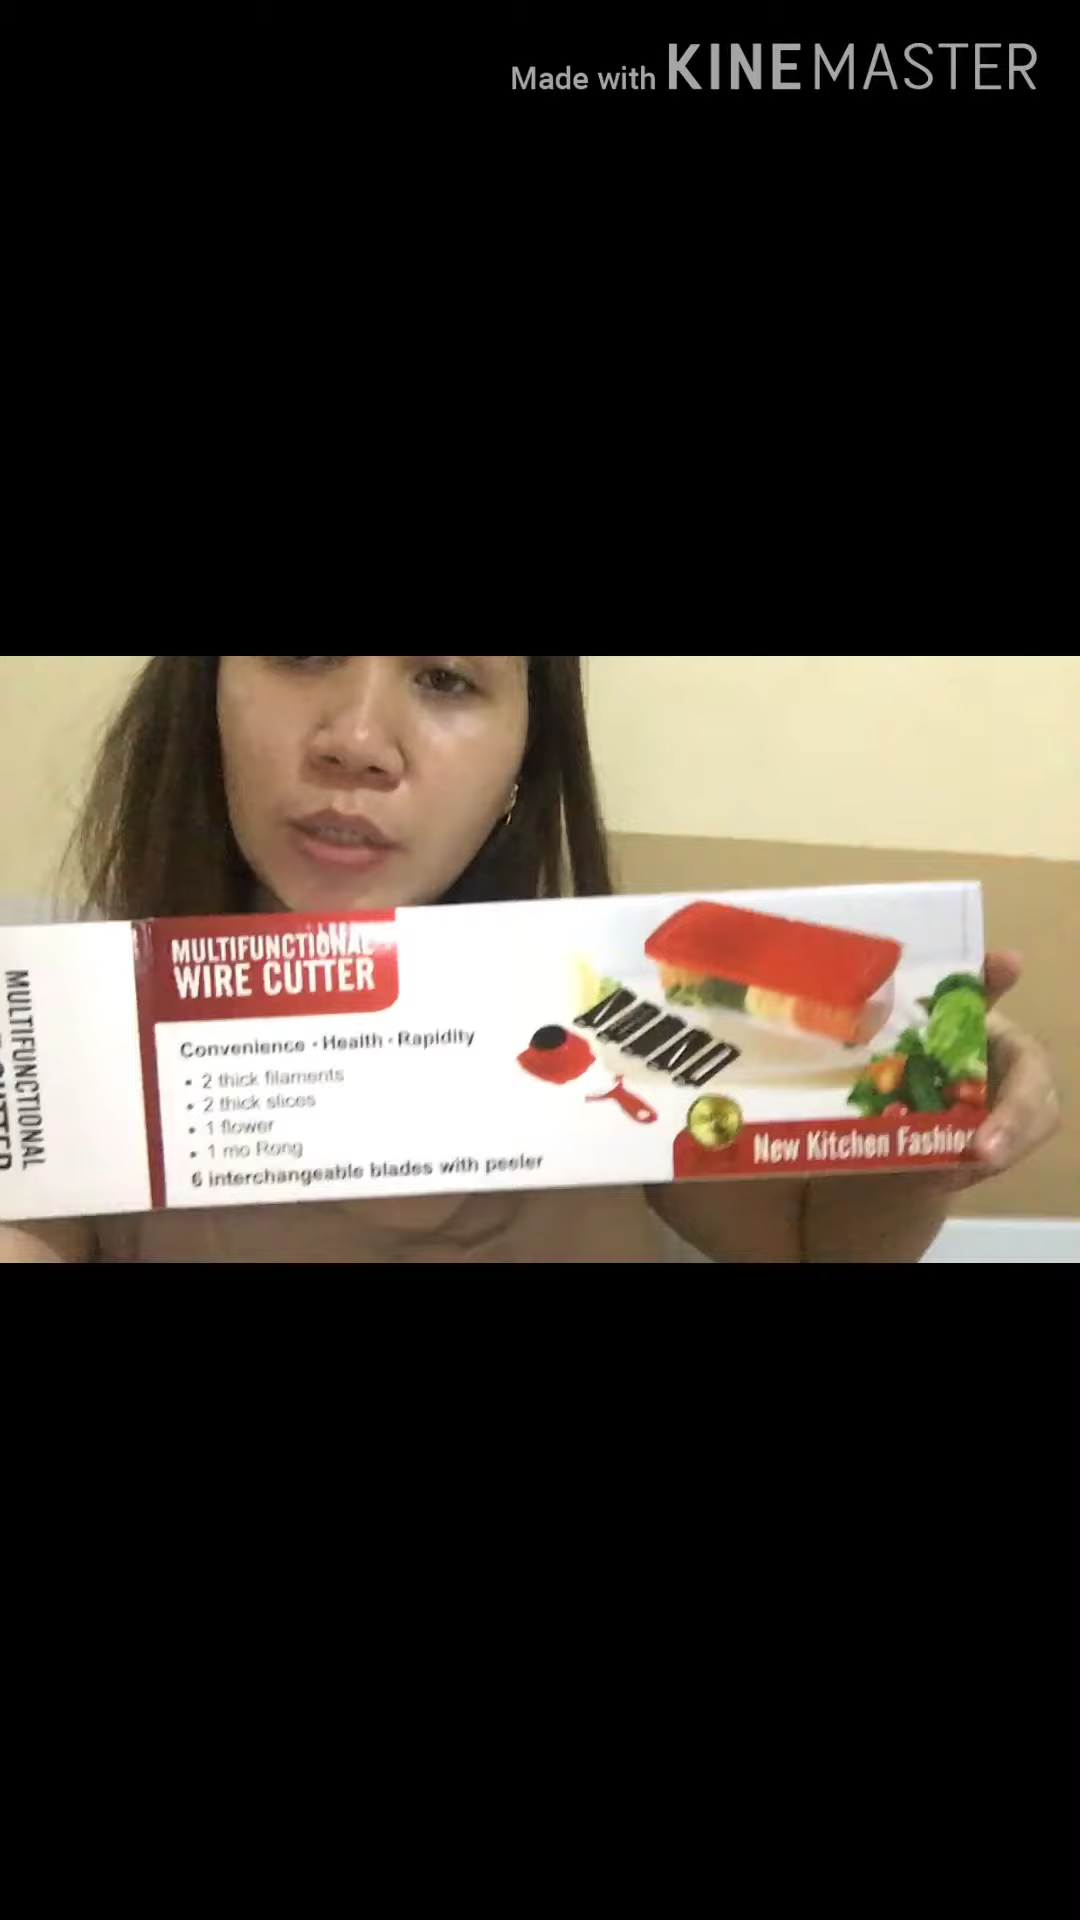 Made with KINEMASTER
MULTIFUNCTIONAL
WIRE CUTTER
Convenience • Health • Rapidity
• 2 thick filaments
• 2 thick slices
• 1 flower
• 1 mo Rong
6 interchangeable blades with peeler
New Kitchen Fashion
MULTIFUNCTIONAL